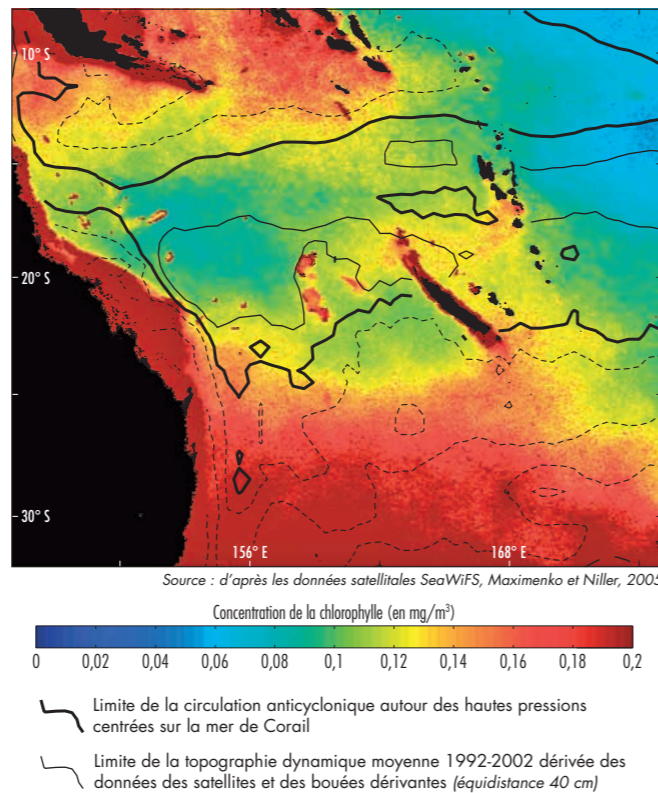 10° S
20° S
30° S
156° E
168° E
Source : d'après les données satellitales SeaWiFS, Maximenko et Niller, 2005
Concentration de la chlorophylle (en mg/m³)
0 0,02 0,04 0,06 0,08 0,1 0,12 0,14 0,16 0,18 0,2
Limite de la circulation anticyclonique autour des hautes pressions
centrées sur la mer de Corail
Limite de la topographie dynamique moyenne 1992-2002 dérivée des
données des satellites et des bouées dérivantes (équidistance 40 cm)